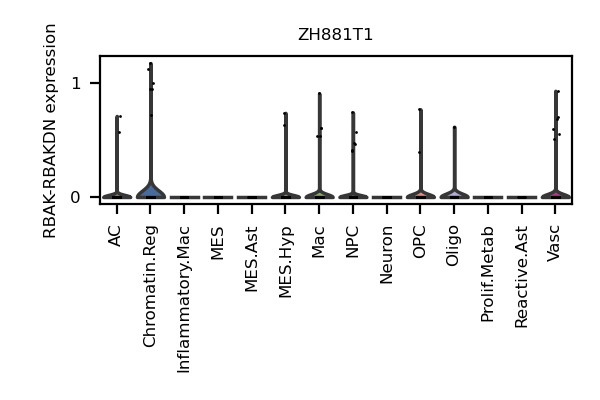 ZH881T1
RBAK-RBAKDN expression
1
0
AC
Chromatin.Reg
Inflammatory.Mac
MES
MES.Ast
MES.Hyp
Mac
NPC
Neuron
OPC
Oligo
Prolif.Metab
Reactive.Ast
Vasc